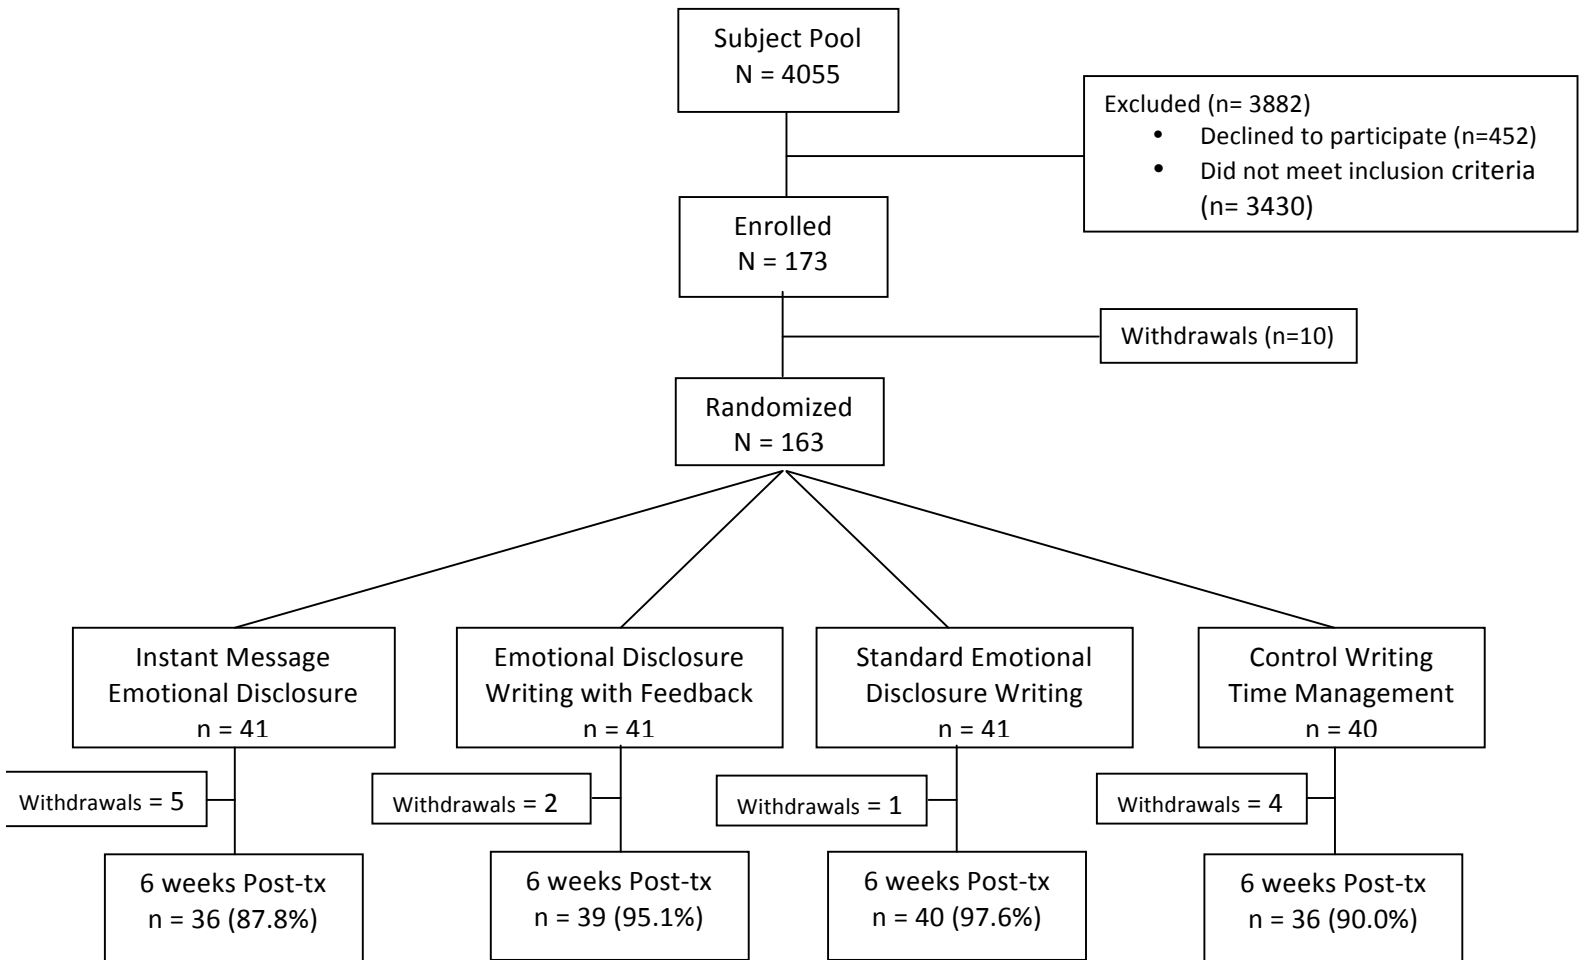 Subject Pool
N = 4055
Excluded (n= 3882)
• Declined to participate (n=452)
• Did not meet inclusion criteria
(n= 3430)
Enrolled
N = 173
Withdrawals (n=10)
Randomized
N = 163
Instant Message
Emotional Disclosure
n = 41
Emotional Disclosure
Writing with Feedback
n = 41
Standard Emotional
Disclosure Writing
n = 41
Control Writing
Time Management
n = 40
Withdrawals = 5
Withdrawals = 2
Withdrawals = 1
Withdrawals = 4
6 weeks Post-tx
n = 36 (87.8%)
6 weeks Post-tx
n = 39 (95.1%)
6 weeks Post-tx
n = 40 (97.6%)
6 weeks Post-tx
n = 36 (90.0%)